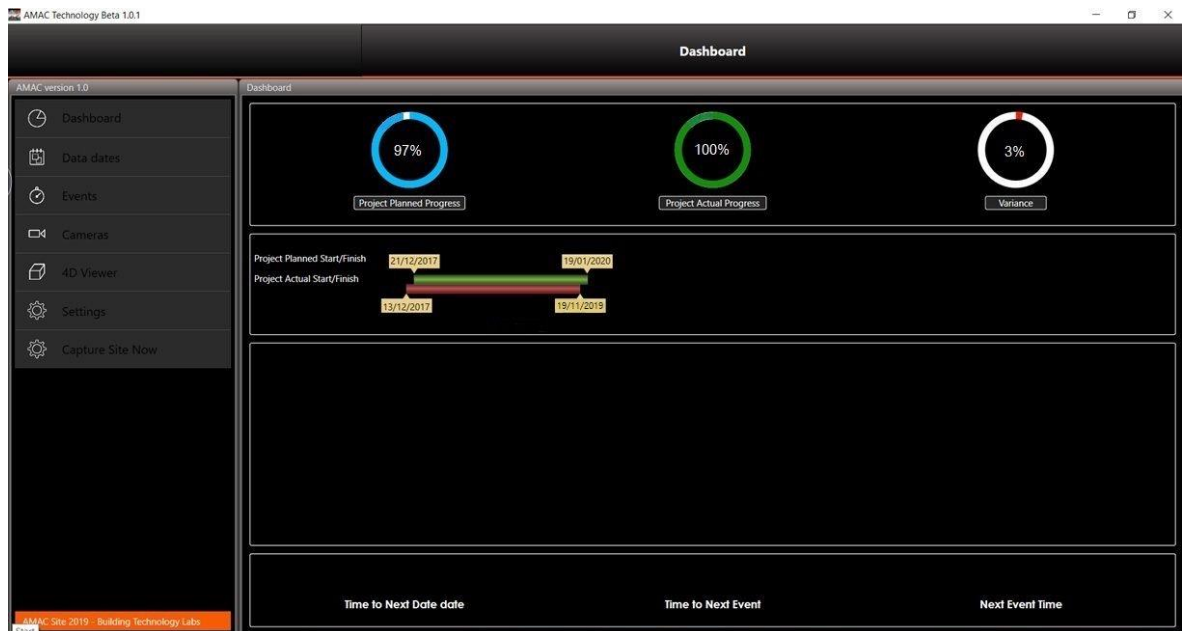 AMAC Technology Beta 1.0.1
Dashboard
AMAC version 1.0
Dashboard
Data dates
Events
Cameras
4D Viewer
Settings
Capture Site Now
AMAC Site 2019 - Building Technology Labs
Start
Dashboard
97%
100%
3%
Project Planned Progress
Project Actual Progress
Variance
Project Planned Start/Finish
21/12/2017
19/01/2020
Project Actual Start/Finish
13/12/2017
19/11/2019
Time to Next Date date
Time to Next Event
Next Event Time